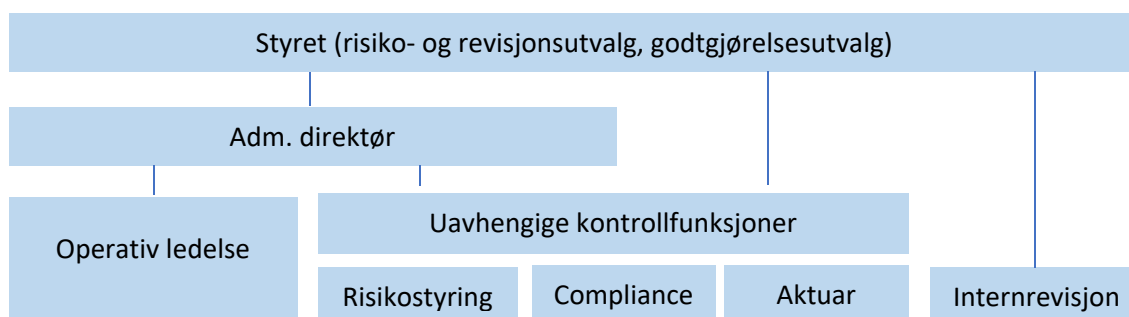 Styret (risiko- og revisjonsutvalg, godtgjørelsesutvalg)
Adm. direktør
Operativ ledelse
Uavhengige kontrollfunksjoner
Risikostyring
Compliance
Aktuar
Internrevisjon